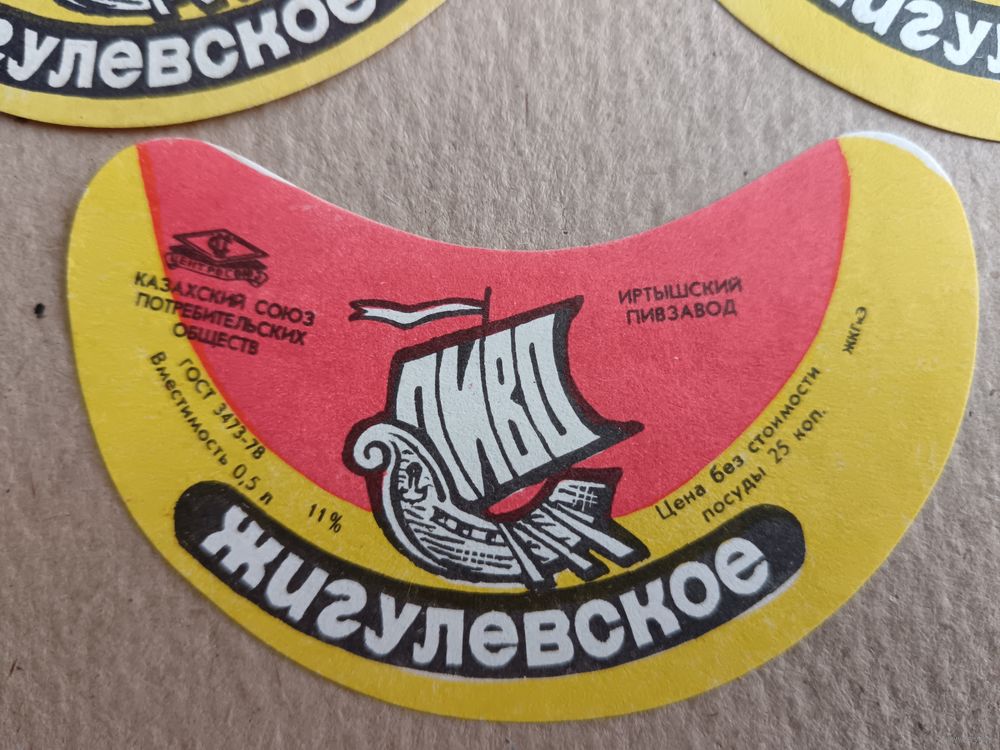 гулевское
ЦЕНТРОСОЮЗ
КАЗАХСКИЙ СОЮЗ
ПОТРЕБИТЕЛЬСКИХ
ОБЩЕСТВ
ГОСТ 3473-78
Вместимость 0,5 л
11%
ИРТЫШСКИЙ
ПИВЗАВОД
ПИВО
Цена без стоимости
посуды 25 коп.
жигулевское